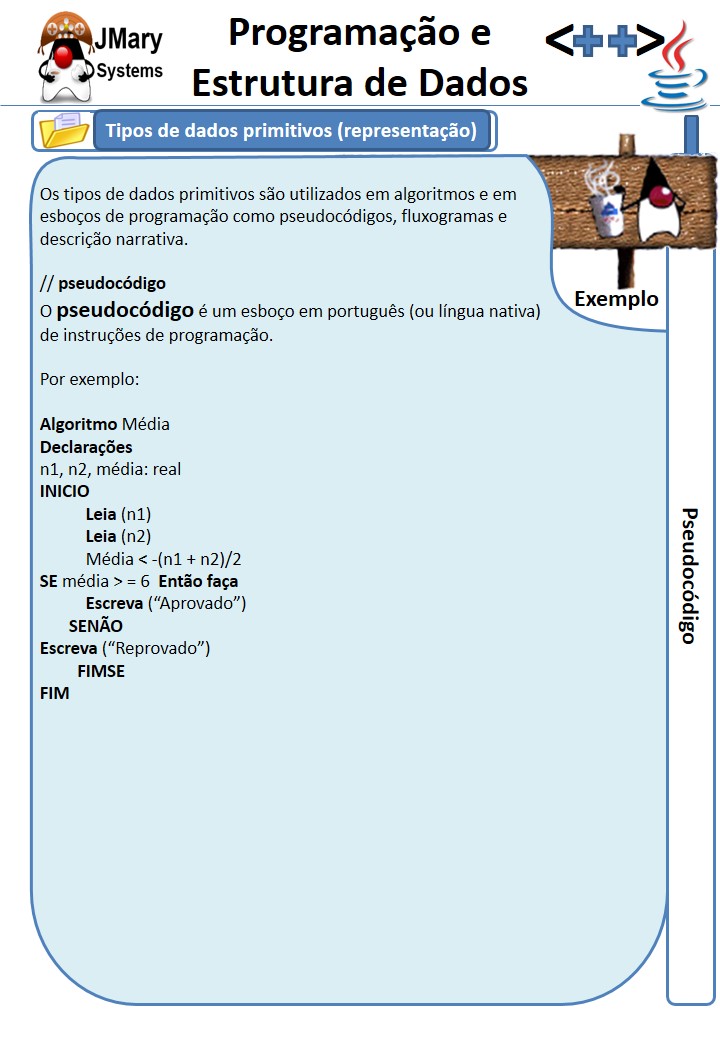 JMary
Systems
Programação e
Estrutura de Dados
<++>
Tipos de dados primitivos (representação)
Os tipos de dados primitivos são utilizados em algoritmos e em
esboços de programação como pseudocódigos, fluxogramas e
descrição narrativa.
// pseudocódigo
O pseudocódigo é um esboço em português (ou língua nativa)
de instruções de programação.
Exemplo
Por exemplo:
Algoritmo Média
Declarações
n1, n2, média: real
INICIO
Leia (n1)
Leia (n2)
Média < -(n1 + n2)/2
SE média > = 6  Então faça
Escreva (“Aprovado”)
SENÃO
Escreva (“Reprovado”)
FIMSE
FIM
Pseudocódigo